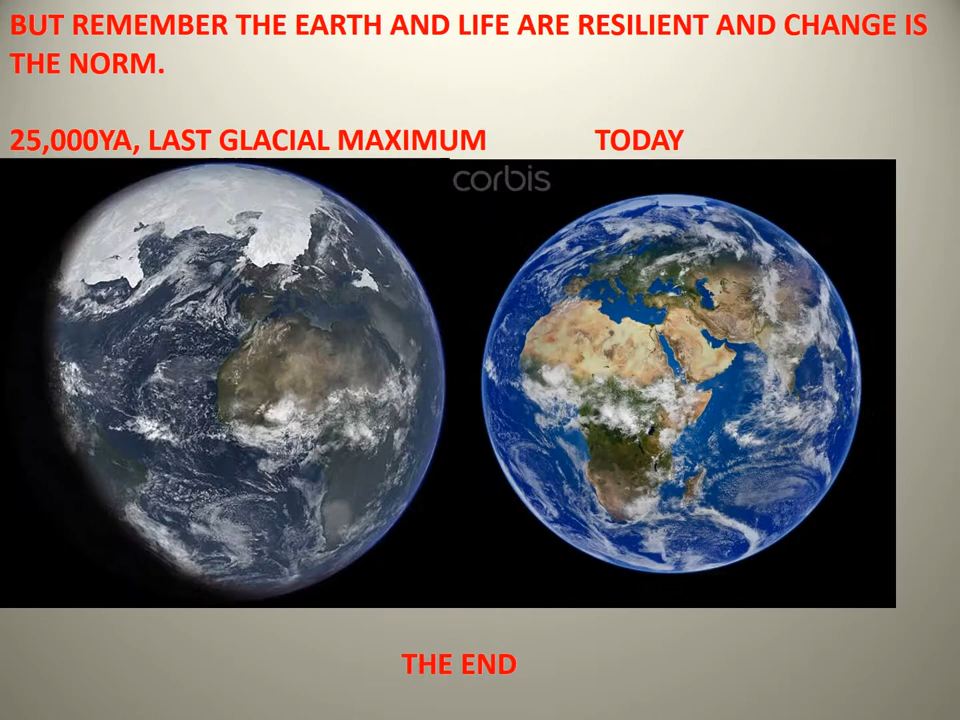 BUT REMEMBER THE EARTH AND LIFE ARE RESILIENT AND CHANGE IS
THE NORM.
25,000YA, LAST GLACIAL MAXIMUM TODAY
corbis
THE END